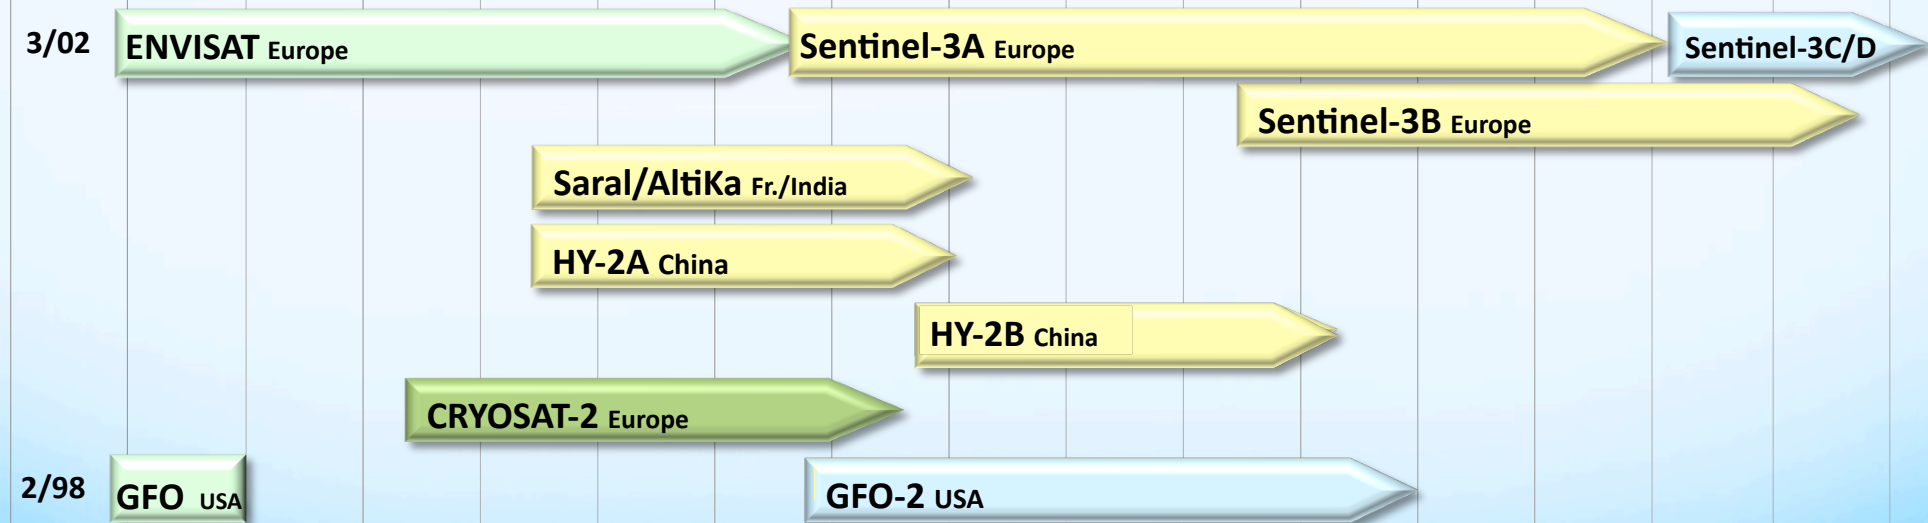 3/02 ENVISAT Europe Sentinel-3A Europe Sentinel-3C/D
Sentinel-3B Europe
Saral/AltiKa Fr./India
HY-2A China
HY-2B China
CRYOSAT-2 Europe
2/98 GFO USA GFO-2 USA